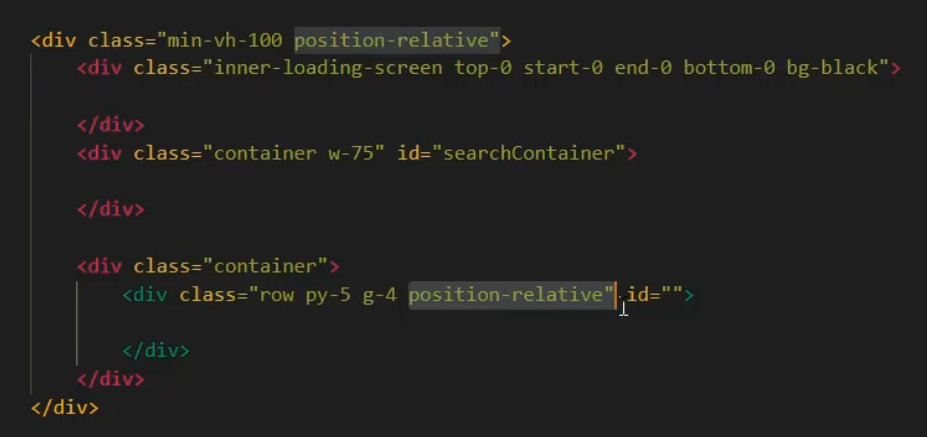 <div class="min-vh-100 position-relative">
<div class="inner-loading-screen top-0 start-0 end-0 bottom-0 bg-black">
</div>
<div class="container w-75" id="searchContainer">
</div>
<div class="container">
<div class="row py-5 g-4 position-relative" id="">
</div>
</div>
</div>